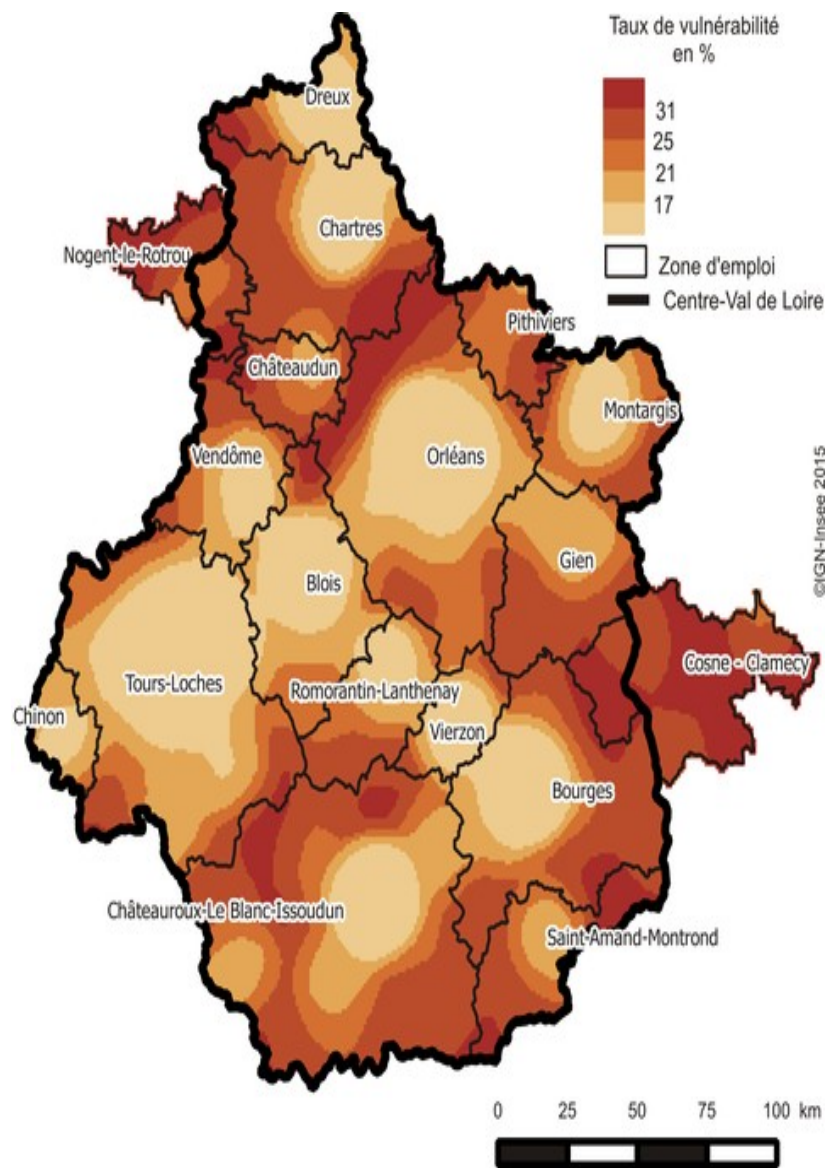 Taux de vulnérabilité
en %
31
25
21
17
Zone d'emploi
Centre-Val de Loire
Dreux
Chartres
Nogent-le-Rotrou
Pithiviers
Châteaudun
Montargis
Vendôme
Orléans
©IGN-Insee 2015
Gien
Blois
Cosne - Clamecy
Tours-Loches
Romorantin-Lanthenay
Chinon
Vierzon
Bourges
Châteauroux-Le Blanc-Issoudun
Saint-Amand-Montrond
0 25 50 75 100 km